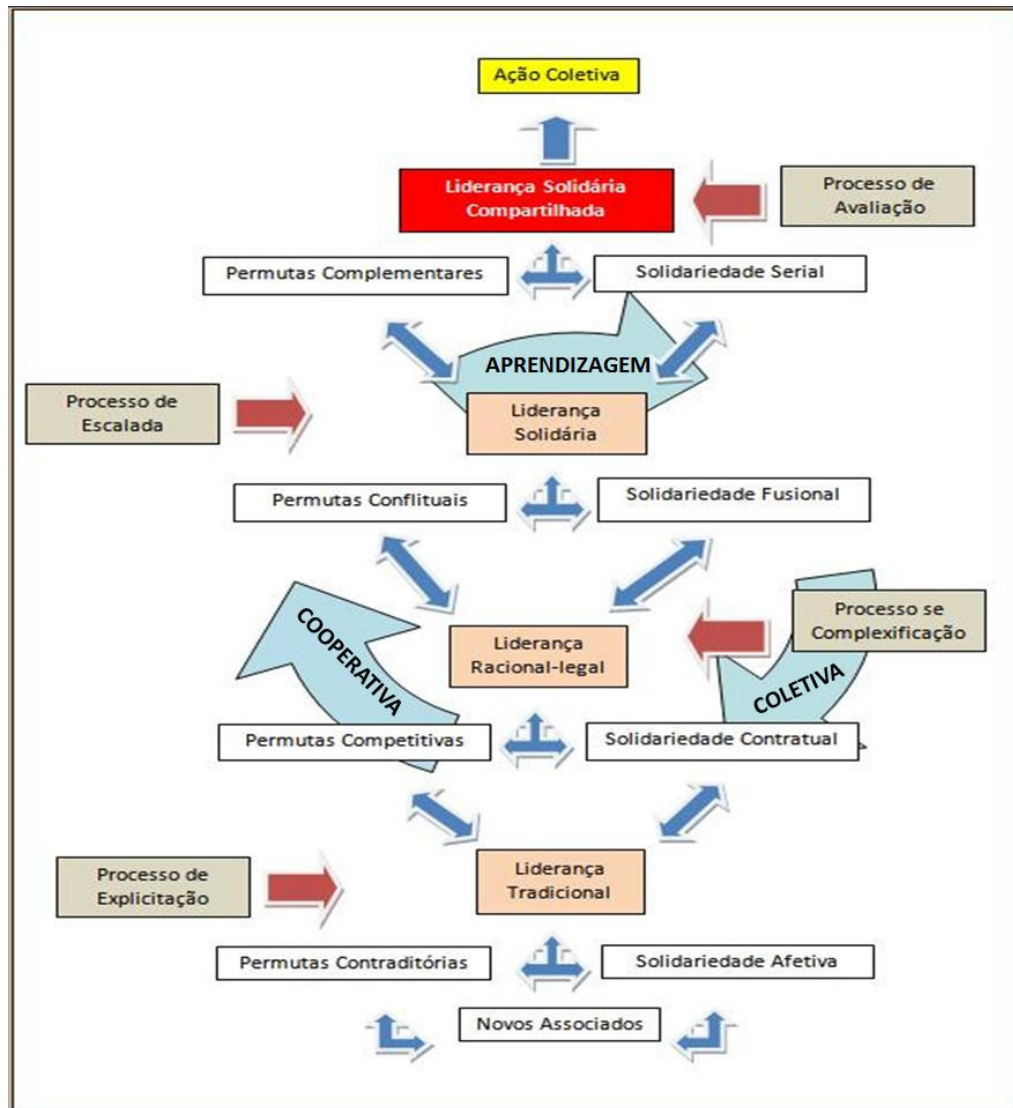 Ação Coletiva
Liderança Solidária
Compartilhada
Processo de
Avaliação
Permutas Complementares
Solidariedade Serial
APRENDIZAGEM
Processo de
Escalada
Liderança
Solidária
Permutas Conflituais
Solidariedade Fusional
COOPERATIVA
Liderança
Racional-legal
Processo se
Complexificação
COLETIVA
Permutas Competitivas
Solidariedade Contratual
Processo de
Explicitação
Liderança
Tradicional
Permutas Contraditórias
Solidariedade Afetiva
Novos Associados